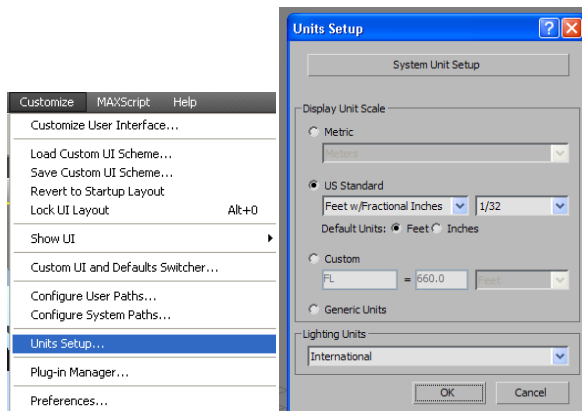 Customize MAXScript Help
Customize User Interface...
Load Custom UI Scheme...
Save Custom UI Scheme...
Revert to Startup Layout
Lock UI Layout Alt+0
Show UI
Custom UI and Defaults Switcher...
Configure User Paths...
Configure System Paths...
Units Setup...
Plug-in Manager...
Preferences...
Units Setup
System Unit Setup
Display Unit Scale
Metric
Meters
US Standard
Feet w/Fractional Inches 1/32
Default Units: Feet Inches
Custom
FL = 660.0 Feet
Generic Units
Lighting Units
International
OK Cancel